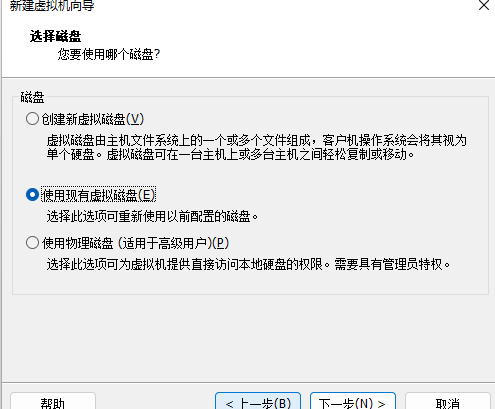 新建虚拟机向导
选择磁盘
您要使用哪个磁盘?
磁盘
创建新虚拟磁盘(V)
虚拟磁盘由主机文件系统上的一个或多个文件组成，客户机操作系统会将其视为
单个硬盘。虚拟磁盘可在一台主机上或多台主机之间轻松复制或移动。
使用现有虚拟磁盘(E)
选择此选项可重新使用以前配置的磁盘。
使用物理磁盘 (适用于高级用户)(P)
选择此选项可为虚拟机提供直接访问本地硬盘的权限。需要具有管理员特权。
帮助
< 上一步(B)
下一步(N) >
取消